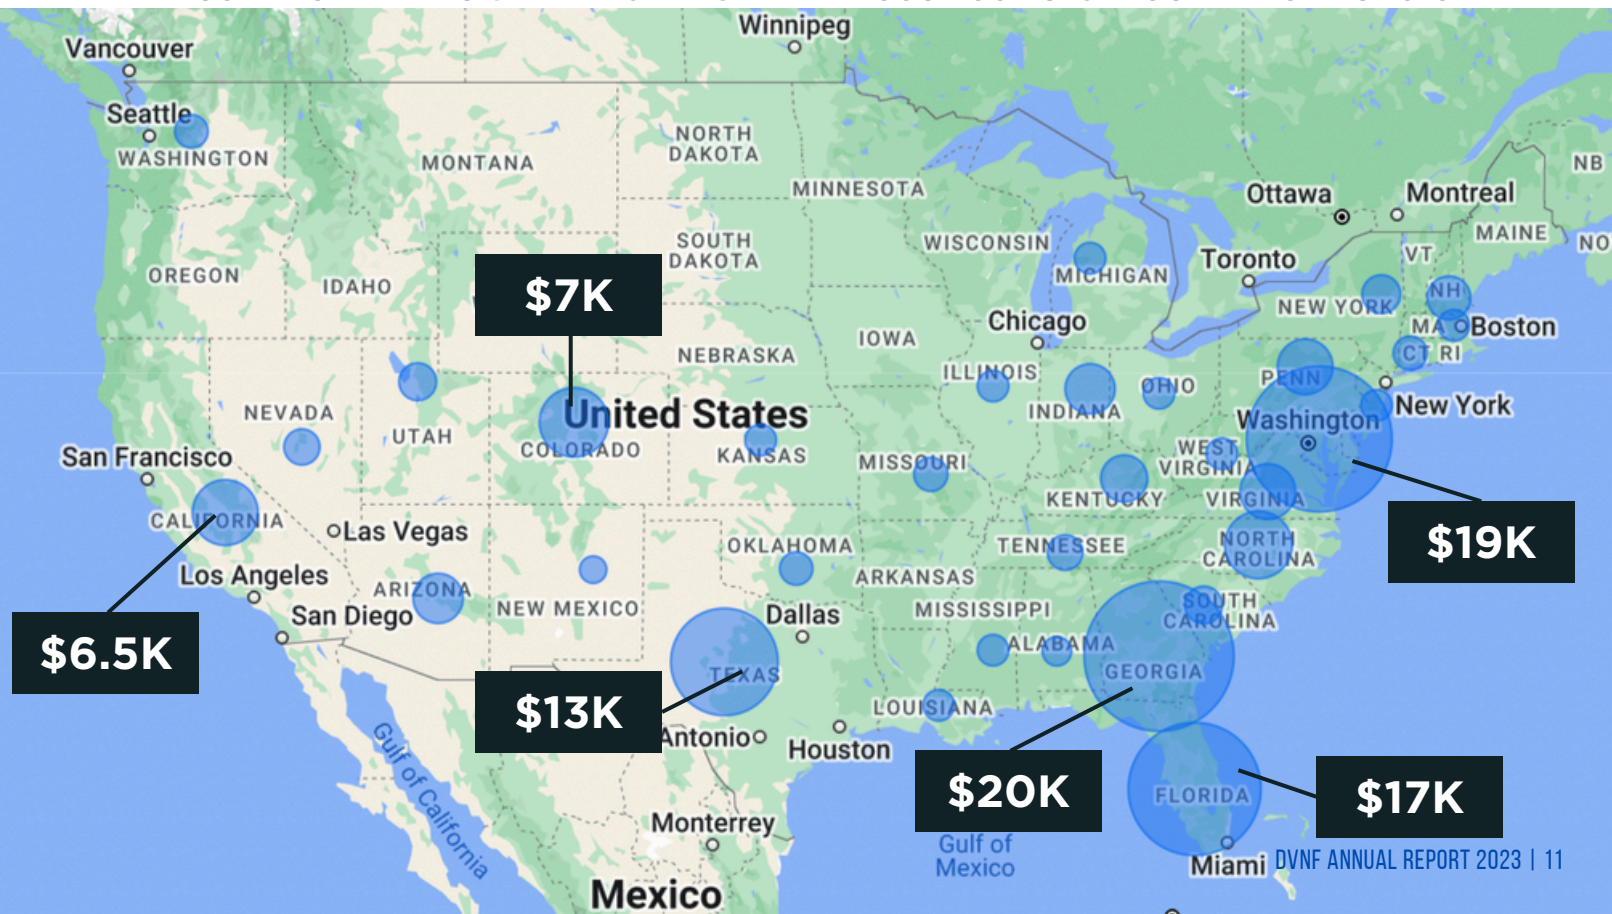 Winnipeg
Vancouver
Seattle
WASHINGTON
MONTANA
NORTH
DAKOTA
MINNESOTA
Ottawa
Montreal
NB
MAINE
NO
VT
SOUTH
DAKOTA
WISCONSIN
MICHIGAN
Toronto
OREGON
IDAHO
$7K
NEW YORK
NH
MA
Boston
CT
RI
Chicago
IOWA
NEBRASKA
ILLINOIS
INDIANA
OHIO
PENN
New York
NEVADA
UTAH
United States
COLORADO
KANSAS
MISSOURI
Washington
WEST
VIRGINIA
KENTUCKY
VIRGINIA
San Francisco
CALIFORNIA
Las Vegas
$19K
OKLAHOMA
TENNESSEE
NORTH
CAROLINA
Los Angeles
ARIZONA
NEW MEXICO
ARKANSAS
San Diego
Dallas
MISSISSIPPI
SOUTH
CAROLINA
$6.5K
ALABAMA
GEORGIA
TEXAS
$13K
LOUISIANA
Antonio
Houston
$20K
FLORIDA
$17K
Gulf of California
Monterrey
Gulf of
Mexico
Miami
DVNF ANNUAL REPORT 2023 | 11
Mexico